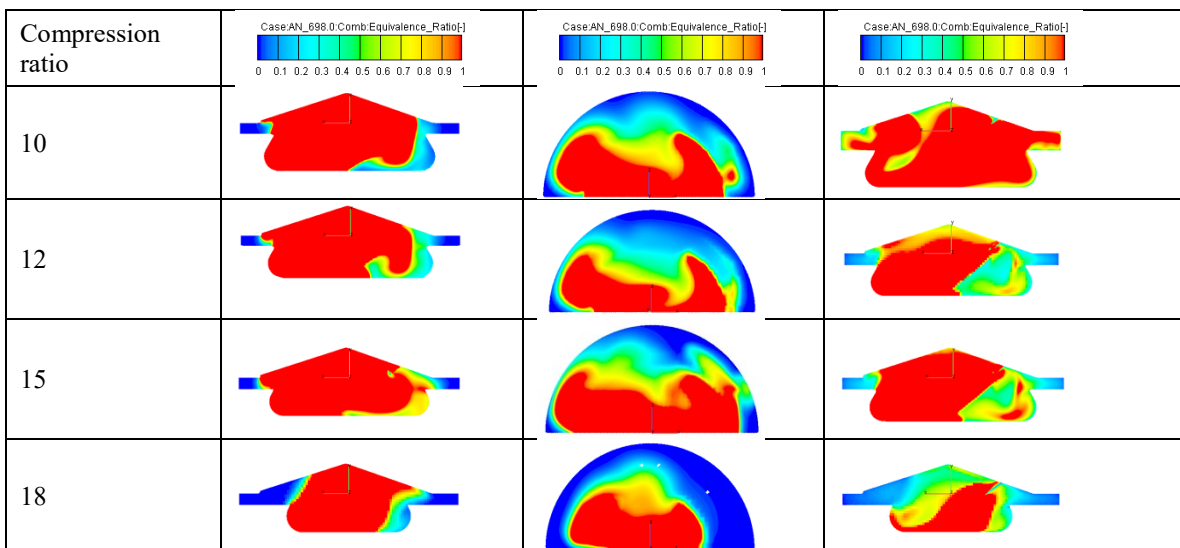 Compression
ratio
Case:AN_698.0:Comb:Equivalence_Ratio[-]
0 0.1 0.2 0.3 0.4 0.5 0.6 0.7 0.8 0.9 1
Case:AN_698.0:Comb:Equivalence_Ratio[-]
0 0.1 0.2 0.3 0.4 0.5 0.6 0.7 0.8 0.9 1
Case:AN_698.0:Comb:Equivalence_Ratio[-]
0 0.1 0.2 0.3 0.4 0.5 0.6 0.7 0.8 0.9 1
10
12
15
18